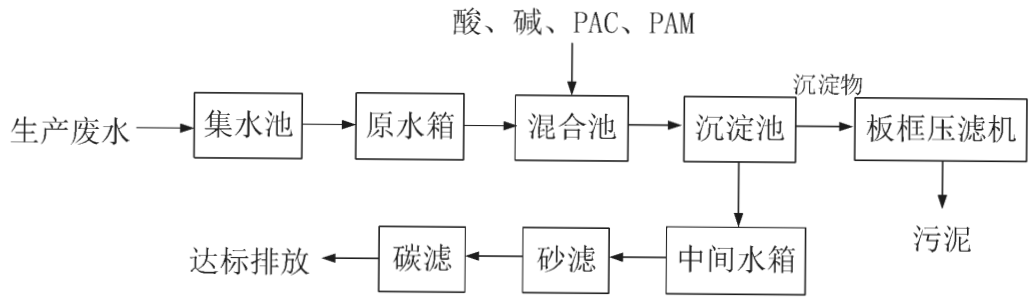 酸、碱、PAC、PAM
沉淀物
生产废水
集水池
原水箱
混合池
沉淀池
板框压滤机
污泥
达标排放
碳滤
砂滤
中间水箱